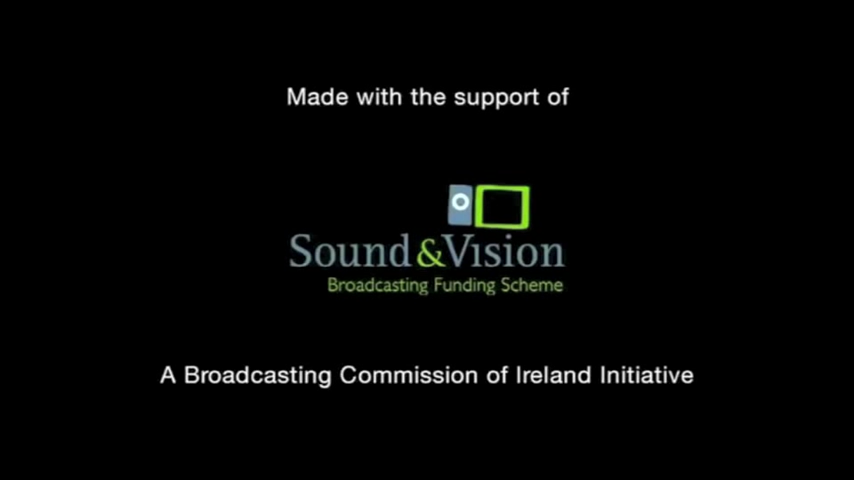 Made with the support of
Sound&Vision
Broadcasting Funding Scheme
A Broadcasting Commission of Ireland Initiative